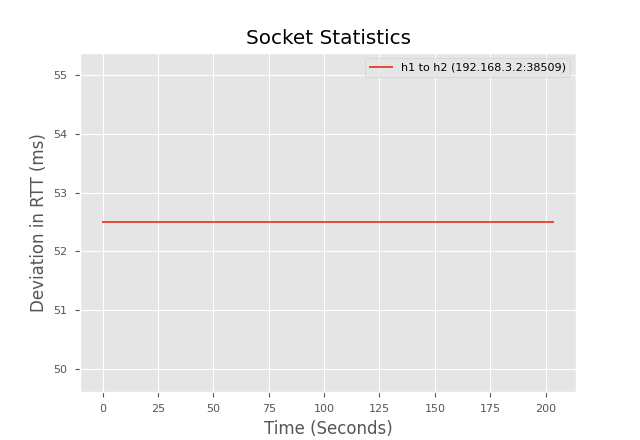 Socket Statistics
h1 to h2 (192.168.3.2:38509)
Deviation in RTT (ms)
55
54
53
52
51
50
0 25 50 75 100 125 150 175 200
Time (Seconds)